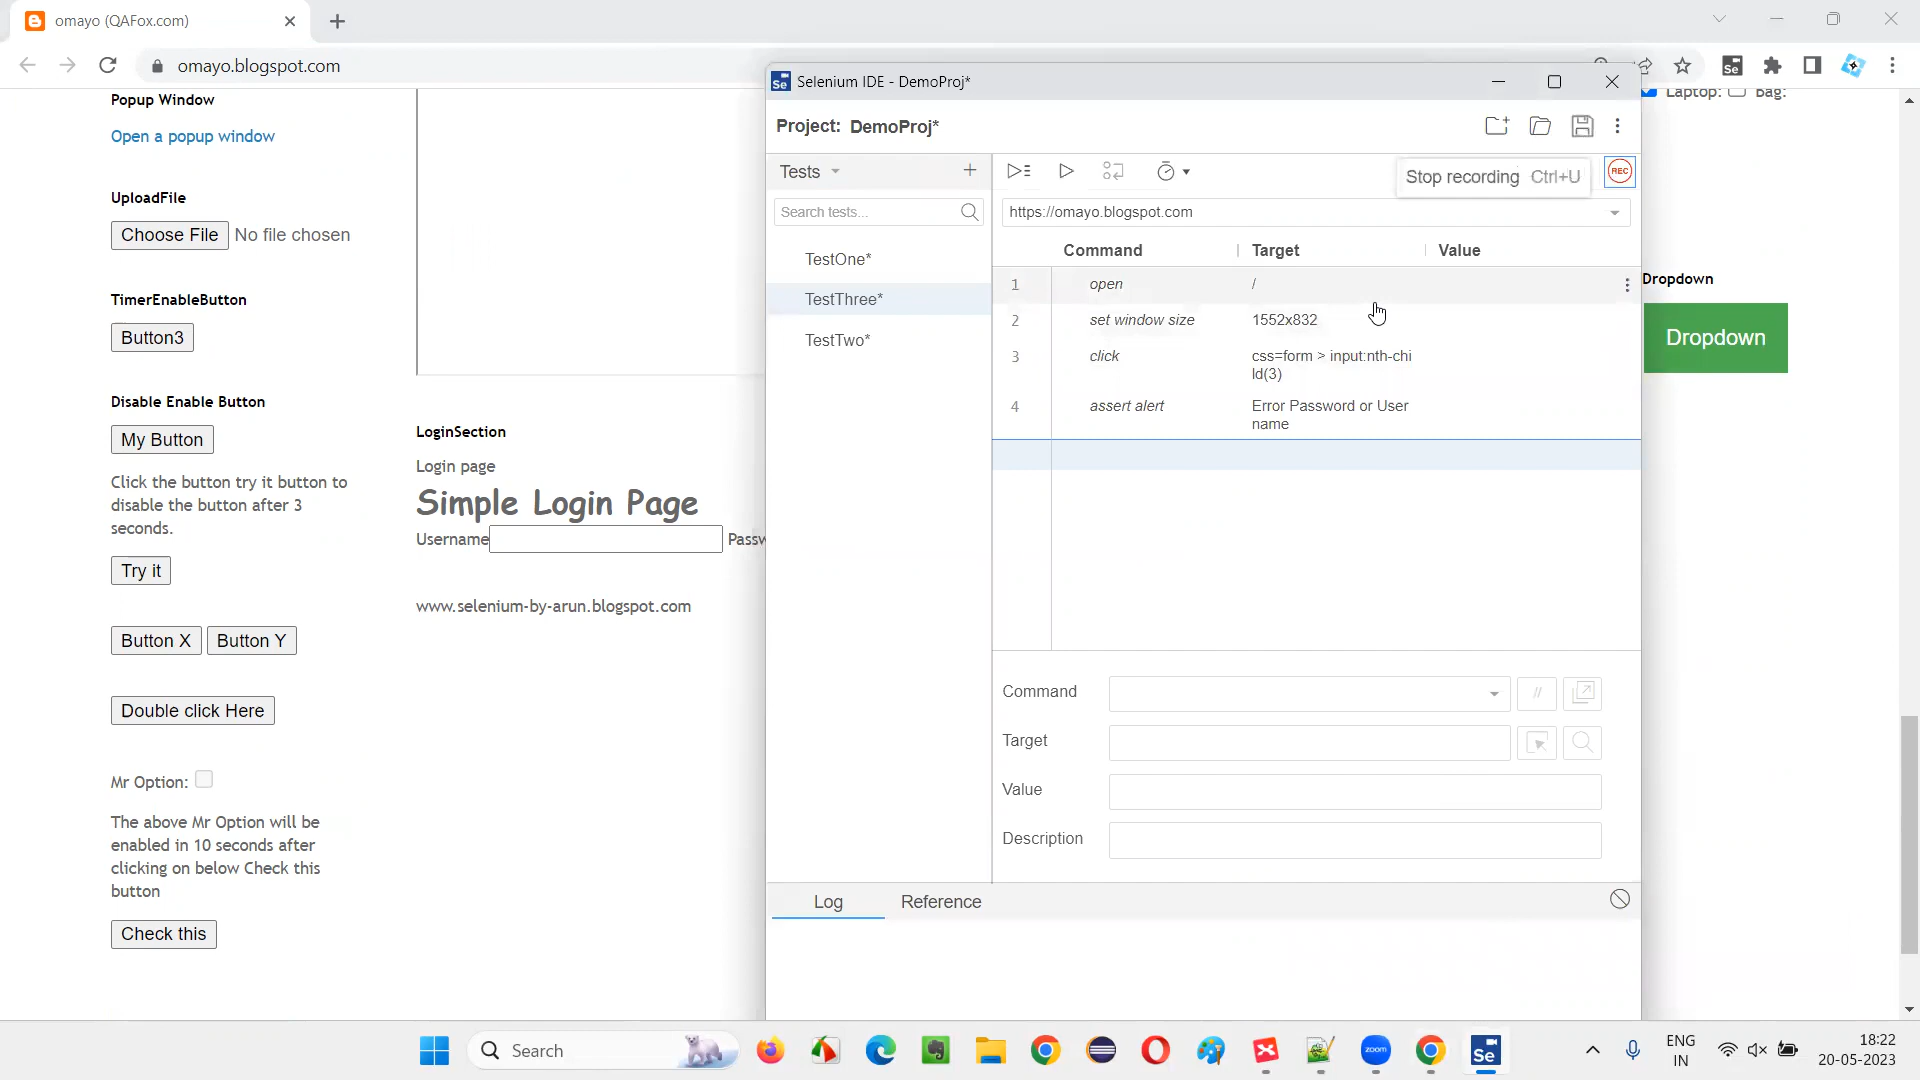 omayo (QAFox.com)
omayo.blogspot.com
Popup Window
Open a popup window
UploadFile
Choose File No file chosen
TimerEnableButton
Button3
Disable Enable Button
My Button
Click the button try it button to
disable the button after 3
seconds.
Try it
Button X Button Y
Double click Here
Mr Option:
The above Mr Option will be
enabled in 10 seconds after
clicking on below Check this
button
Check this
LoginSection
Login page
Simple Login Page
Username
Passw
www.selenium-by-arun.blogspot.com
Se Selenium IDE - DemoProj*
Project: DemoProj*
Tests
Search tests...
TestOne*
TestThree*
TestTwo*
Stop recording Ctrl+U
REC
https://omayo.blogspot.com
Command Target Value
1 open /
2 set window size 1552x832
3 click css=form > input:nth-chi
ld(3)
4 assert alert Error Password or User
name
Command
//
Target
Value
Description
Log Reference
Se
Laptop: Bag:
Dropdown
Dropdown
Search
zoom
Se
ENG
IN
18:22
20-05-2023